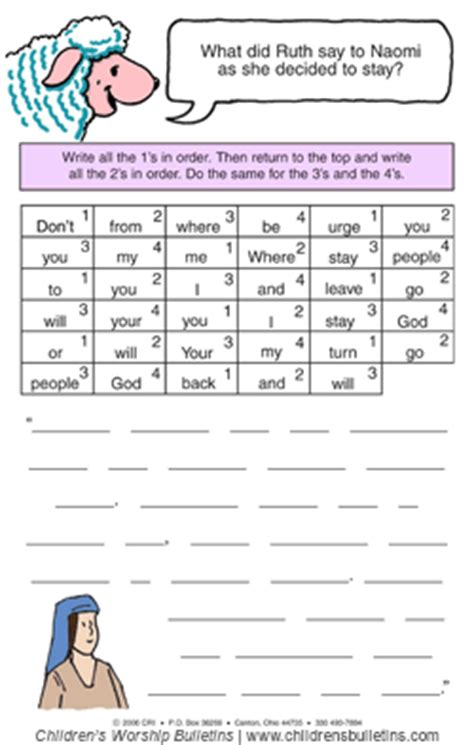 What did Ruth say to Naomi
as she decided to stay?
Write all the 1's in order. Then return to the top and write
all the 2's in order. Do the same for the 3's and the 4's.
Don't 1 from 2 where 3 be 4 urge 1 you 2
you 3 my 4 me 1 Where 2 stay 3 people 4
to 1 you 2 I 3 and 4 leave 1 go 2
will 3 your 4 you 1 I 2 stay 3 God 4
or 1 will 2 Your 3 my 4 turn 1 go 2
people 3 God 4 back 1 and 2 will 3
© 2006 CRI • P.O. Box 36269 • Canton, Ohio 44735 • 330 490-7894
Children's Worship Bulletins | www.childrensbulletins.com